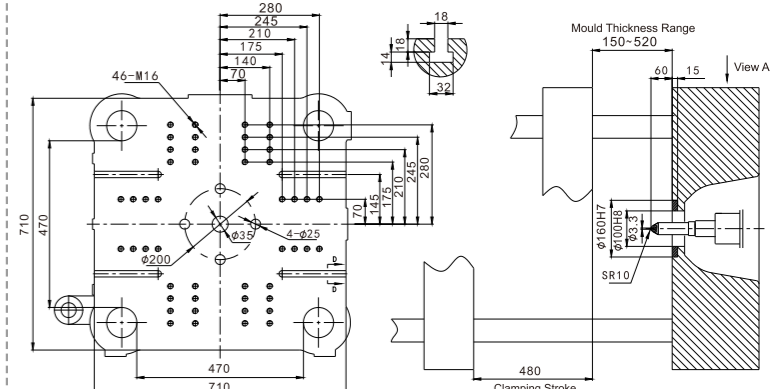 280
245
210
175
140
70
46-M16
18
18
14
32
Mould Thickness Range
150~520
60
15
View A
710
470
70
145
175
210
245
280
ϕ35
4-ϕ25
ϕ200
D
D
ϕ160H7
ϕ100H8
ϕ3.3
SR10
470
710
480
Clamping Stroke